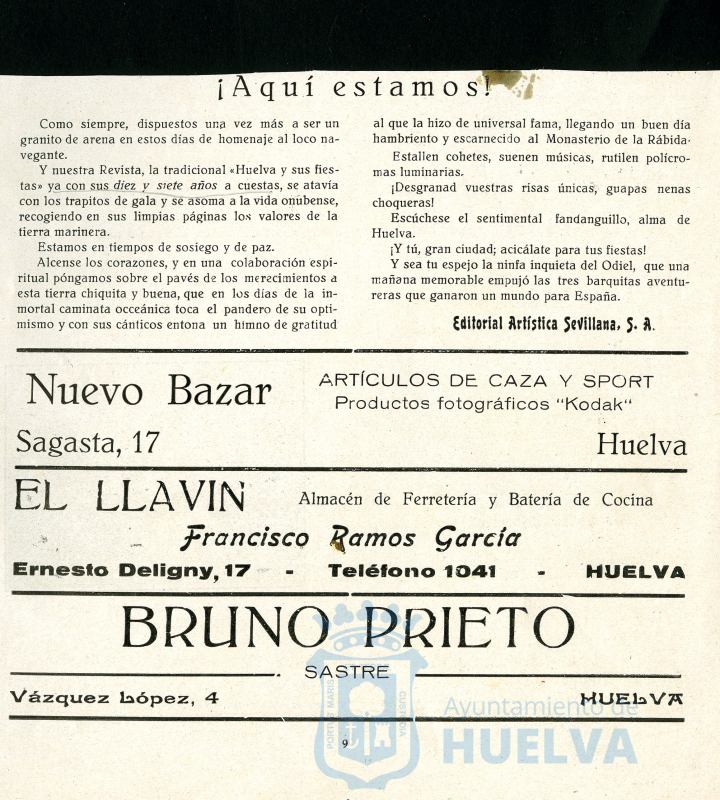 ¡Aquí estamos!
Como siempre, dispuestos una vez más a ser un
granito de arena en estos días de homenaje al loco na-
vegante.
Y nuestra Revista, la tradicional «Huelva y sus fies-
tas» ya con sus diez y siete años a cuestas, se atavía
con los trapitos de gala y se asoma a la vida onubense,
recogiendo en sus limpias páginas los valores de la
tierra marinera.
Estamos en tiempos de sosiego y de paz.
Alcense los corazones, y en una colaboración espi-
ritual póngamos sobre el pavés de los merecimientos a
esta tierra chiquita y buena, que en los días de la in-
mortal caminata occeánica toca el pandero de su opti-
mismo y con sus cánticos entona un himno de gratitud
al que la hizo de universal fama, llegando un buen día
hambriento y escarnecido al Monasterio de la Rábida.
Estallen cohetes, suenen músicas, rutilen polícro-
mas luminarias.
¡Desgranad vuestras risas únicas, guapas nenas
choqueras!
Escúchese el sentimental fandanguillo, alma de
Huelva.
¡Y tú, gran ciudad; acicálate para tus fiestas!
Y sea tu espejo la ninfa inquieta del Odiel, que una
mañana memorable empujó las tres barquitas aventu-
reras que ganaron un mundo para España.
Editorial Artística Sevillana, S. A.
Nuevo Bazar
ARTÍCULOS DE CAZA Y SPORT
Productos fotográficos "Kodak"
Sagasta, 17
Huelva
EL LLAVIN
Almacén de Ferretería y Batería de Cocina
Francisco Ramos García
Ernesto Deligny, 17 - Teléfono 1041 - HUELVA
BRUNO PRIETO
SASTRE
Vázquez López, 4
HUELVA
9
PORTUS MARIS
CUSTODIA
Ayuntamiento de
HUELVA